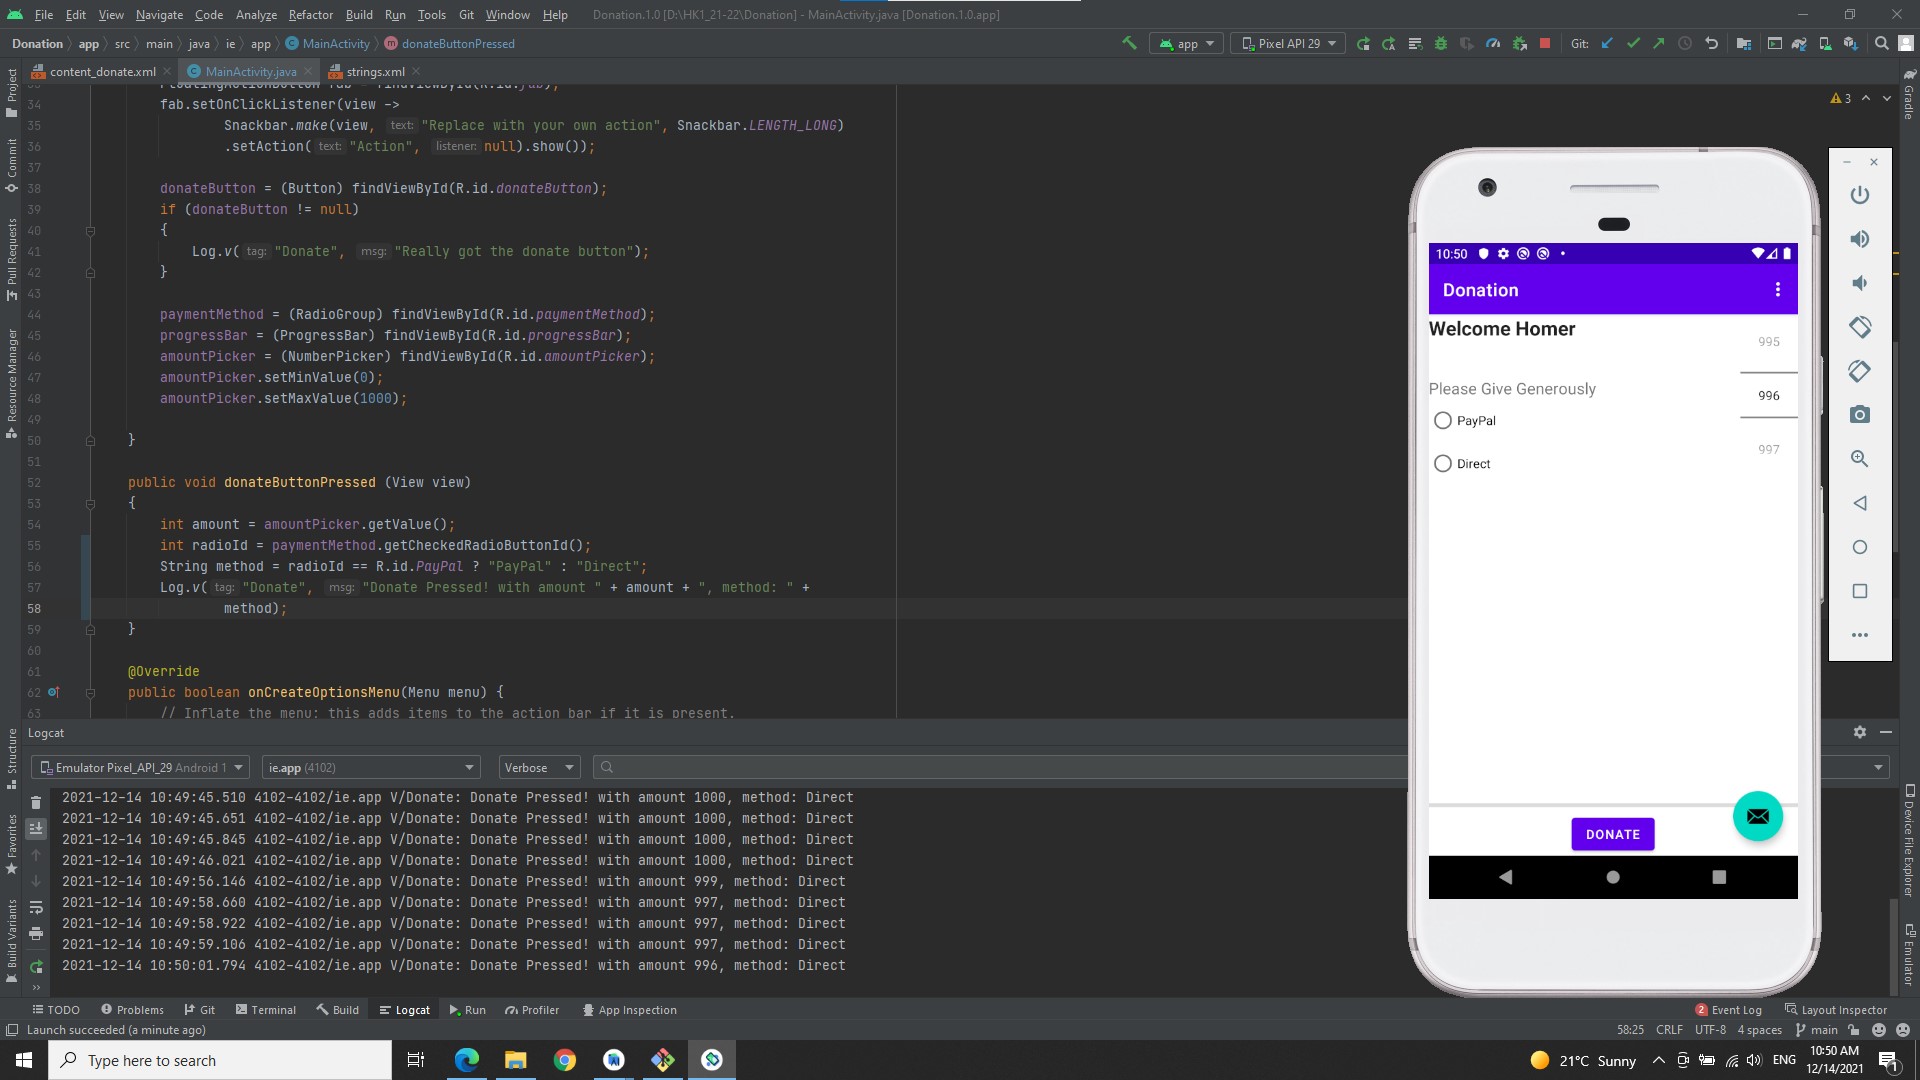 File Edit View Navigate Code Analyze Refactor Build Run Tools Git Window Help Donation.1.0 [D:\HK1_21-22\Donation] - MainActivity.java [Donation.1.0.app]
Donation app src main java ie app MainActivity donateButtonPressed app Pixel API 29 Git:
content_donate.xml MainActivity.java strings.xml
34 fab.setOnClickListener(view ->
35 Snackbar.make(view, text: "Replace with your own action", Snackbar.LENGTH_LONG)
36 .setAction( text: "Action", listener: null).show());
37
38 donateButton = (Button) findViewById(R.id.donateButton);
39 if (donateButton != null)
40 {
41 Log.v( tag: "Donate", msg: "Really got the donate button");
42 }
43
44 paymentMethod = (RadioGroup) findViewById(R.id.paymentMethod);
45 progressBar = (ProgressBar) findViewById(R.id.progressBar);
46 amountPicker = (NumberPicker) findViewById(R.id.amountPicker);
47 amountPicker.setMinValue(0);
48 amountPicker.setMaxValue(1000);
49
50 }
51
52 public void donateButtonPressed (View view)
53 {
54 int amount = amountPicker.getValue();
55 int radioId = paymentMethod.getCheckedRadioButtonId();
56 String method = radioId == R.id.PayPal ? "PayPal" : "Direct";
57 Log.v( tag: "Donate", msg: "Donate Pressed! with amount " + amount + ", method: " +
58 method);
59 }
60
61 @Override
62 public boolean onCreateOptionsMenu(Menu menu) {
63 // Inflate the menu; this adds items to the action bar if it is present.
3
Project
Commit
Pull Requests
Resource Manager
Structure
Favorites
Build Variants
Gradle
Device File Explorer
Emulator
10:50
Donation
Welcome Homer
995
Please Give Generously
996
PayPal
997
Direct
DONATE
Logcat
Emulator Pixel_API_29 Android 1 ie.app (4102) Verbose
2021-12-14 10:49:45.510 4102-4102/ie.app V/Donate: Donate Pressed! with amount 1000, method: Direct
2021-12-14 10:49:45.651 4102-4102/ie.app V/Donate: Donate Pressed! with amount 1000, method: Direct
2021-12-14 10:49:45.845 4102-4102/ie.app V/Donate: Donate Pressed! with amount 1000, method: Direct
2021-12-14 10:49:46.021 4102-4102/ie.app V/Donate: Donate Pressed! with amount 1000, method: Direct
2021-12-14 10:49:56.146 4102-4102/ie.app V/Donate: Donate Pressed! with amount 999, method: Direct
2021-12-14 10:49:58.660 4102-4102/ie.app V/Donate: Donate Pressed! with amount 997, method: Direct
2021-12-14 10:49:58.922 4102-4102/ie.app V/Donate: Donate Pressed! with amount 997, method: Direct
2021-12-14 10:49:59.106 4102-4102/ie.app V/Donate: Donate Pressed! with amount 997, method: Direct
2021-12-14 10:50:01.794 4102-4102/ie.app V/Donate: Donate Pressed! with amount 996, method: Direct
TODO Problems Git Terminal Build Logcat Run Profiler App Inspection 2 Event Log Layout Inspector
Launch succeeded (a minute ago) 58:25 CRLF UTF-8 4 spaces main
Type here to search 21°C Sunny ENG 10:50 AM
12/14/2021 1